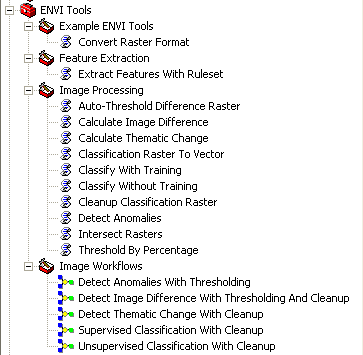 ENVI Tools
Example ENVI Tools
Convert Raster Format
Feature Extraction
Extract Features With Ruleset
Image Processing
Auto-Threshold Difference Raster
Calculate Image Difference
Calculate Thematic Change
Classification Raster To Vector
Classify With Training
Classify Without Training
Cleanup Classification Raster
Detect Anomalies
Intersect Rasters
Threshold By Percentage
Image Workflows
Detect Anomalies With Thresholding
Detect Image Difference With Thresholding And Cleanup
Detect Thematic Change With Cleanup
Supervised Classification With Cleanup
Unsupervised Classification With Cleanup